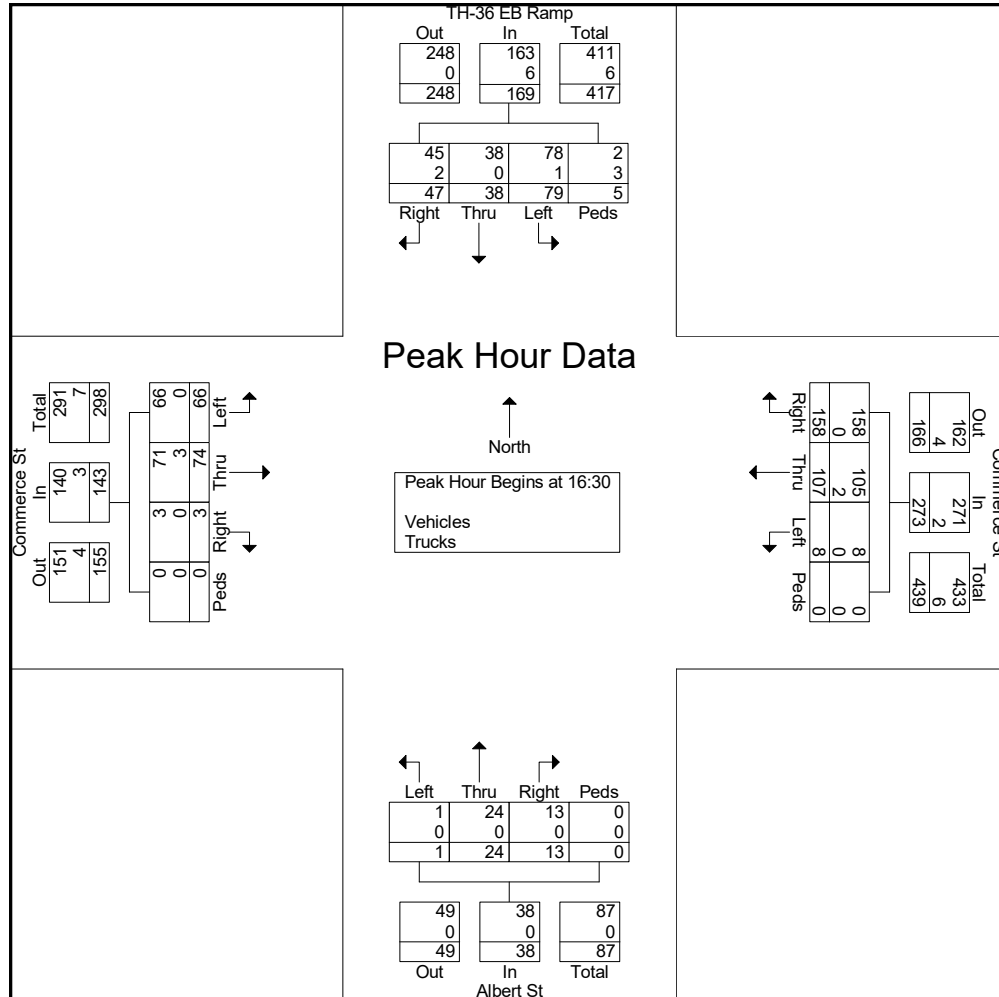 TH-36 EB Ramp
Out In Total
248 163 411
0 6 6
248 169 417
45 38 78 2
2 0 1 3
47 38 79 5
Right Thru Left Peds
Peak Hour Data
North
Peak Hour Begins at 16:30
Vehicles
Trucks
Commerce St
Out In Total
151 140 291
4 3 7
155 143 298
0 3 71 66
0 0 3 0
0 3 74 66
Peds Right Thru Left
Commerce St
Out In Total
162 271 433
4 2 6
166 273 439
158 105 8 0
0 2 0 0
158 107 8 0
Right Thru Left Peds
Left Thru Right Peds
1 24 13 0
0 0 0 0
1 24 13 0
49 38 87
0 0 0
49 38 87
Out In Total
Albert St